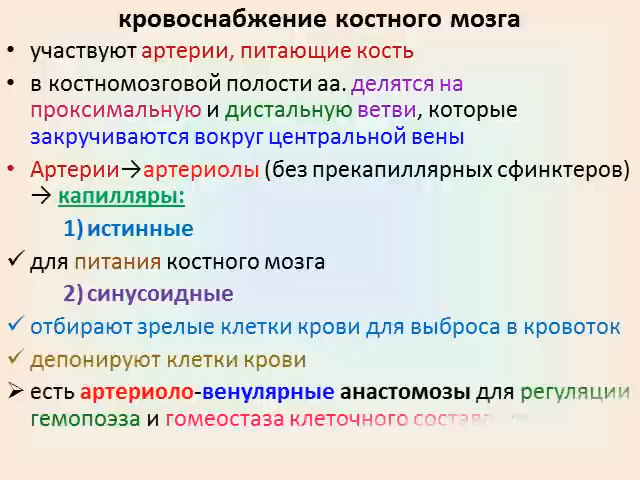 кровоснабжение костного мозга
• участвуют артерии, питающие кость
• в костномозговой полости аа. делятся на
проксимальную и дистальную ветви, которые
закручиваются вокруг центральной вены
• Артерии→артериолы (без прекапиллярных сфинктеров)
→ капилляры:
1) истинные
✓ для питания костного мозга
2) синусоидные
✓ отбирают зрелые клетки крови для выброса в кровоток
✓ депонируют клетки крови
➢ есть артериоло-венулярные анастомозы для регуляции
гемопоэза и гомеостаза клеточного состава